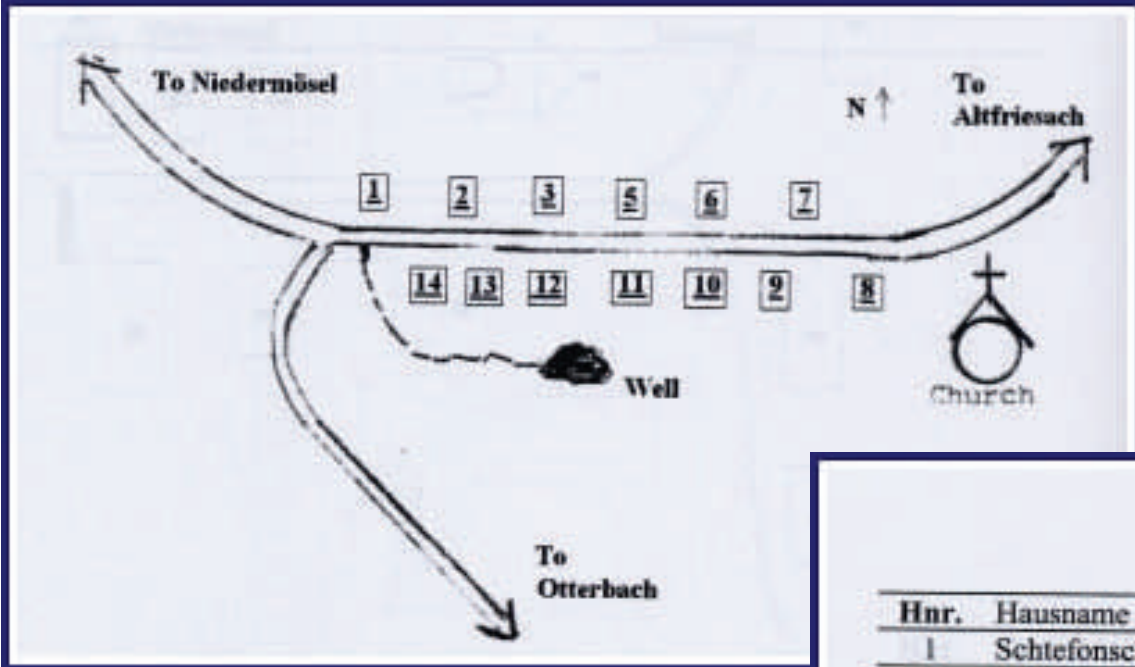 To Niedermösel
N
To
Altfriesach
1 2 3 5 6 7
14 13 12 11 10 9 8
Well
Church
To
Otterbach
Hnr. Hausname
1 Schtefonsc